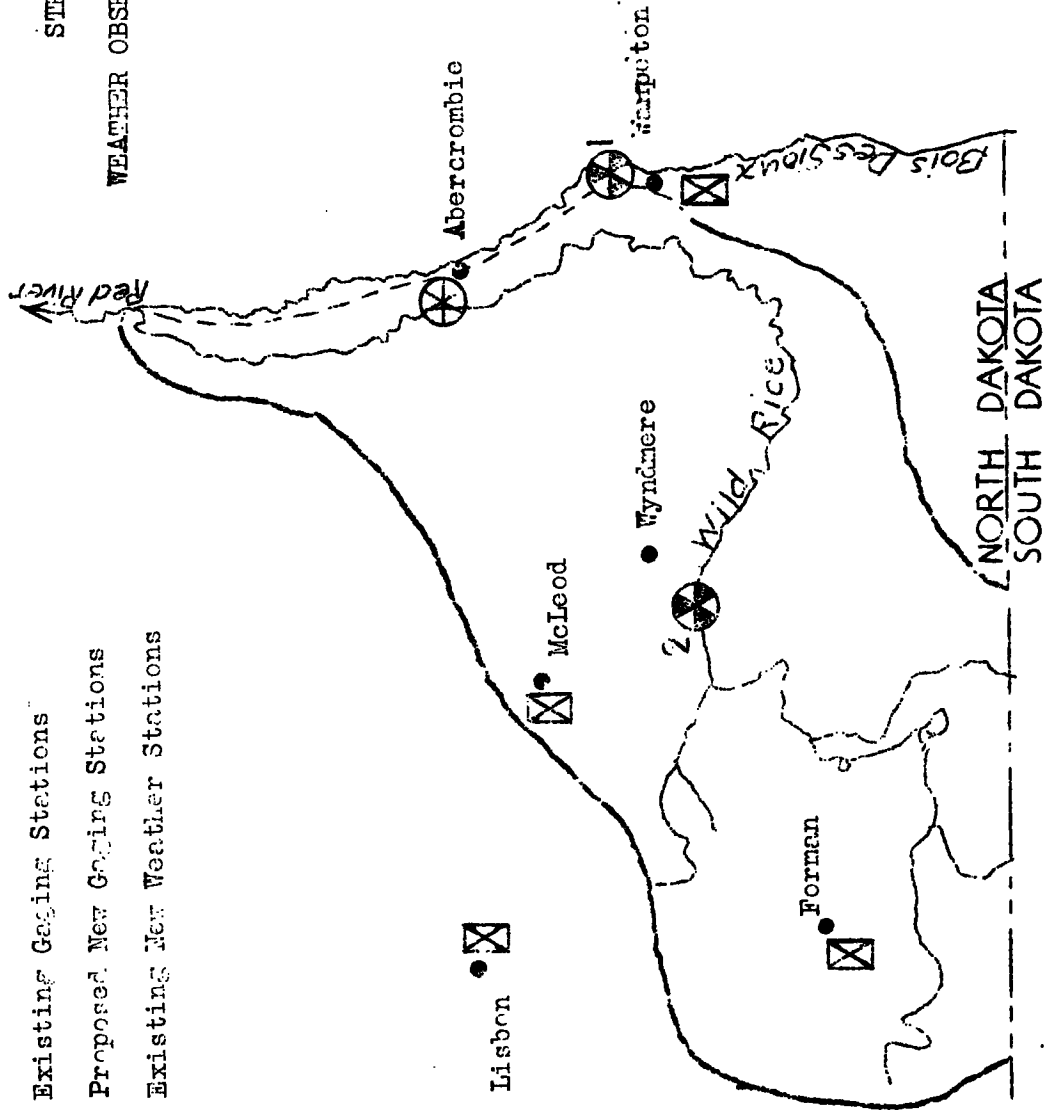 WEATHER
Existing Gaging Stations
Proposed New Gaging Stations
Existing New Weather Stations
Red River
Abercrombie
1
Bois Des Sioux
Wyndmere
Wild Rice
McLeod
2
Lisbon
Forman
NORTH DAKOTA
SOUTH DAKOTA